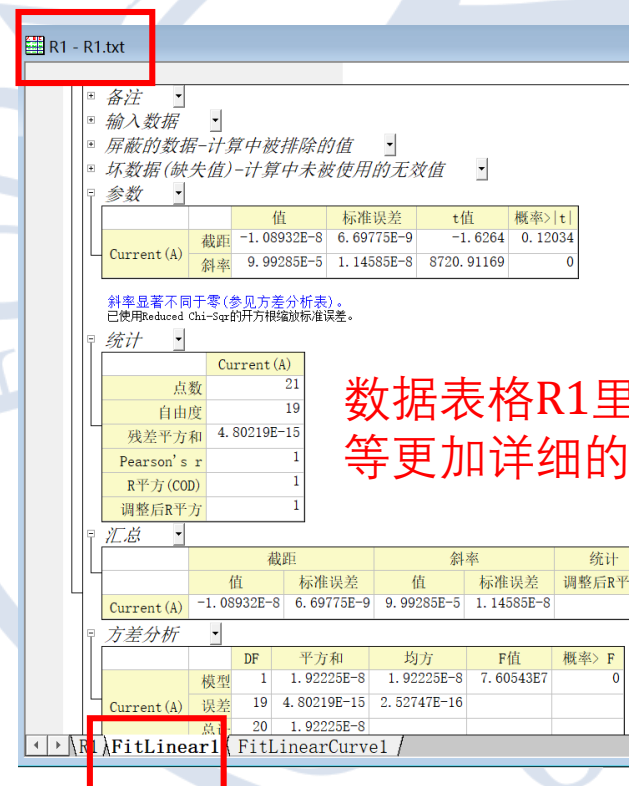 R1 - R1.txt
备注
输入数据
屏蔽的数据-计算中被排除的值
坏数据(缺失值)-计算中未被使用的无效值
参数
值 标准误差 t值 概率>|t|
Current(A) 截距 -1.08932E-8 6.69775E-9 -1.6264 0.12034
斜率 9.99285E-5 1.14585E-8 8720.91169 0
斜率显著不同于零(参见方差分析表)。
已使用Reduced Chi-Sqr的开方根缩放标准误差。
统计
Current(A)
点数 21
自由度 19
残差平方和 4.80219E-15
Pearson's r 1
R平方(COD) 1
调整后R平方 1
数据表格R1里
等更加详细的
汇总
截距 斜率 统计
值 标准误差 值 标准误差 调整后R平
Current(A) -1.08932E-8 6.69775E-9 9.99285E-5 1.14585E-8
方差分析
DF 平方和 均方 F值 概率> F
模型 1 1.92225E-8 1.92225E-8 7.60543E7 0
Current(A) 误差 19 4.80219E-15 2.52747E-16
总计 20 1.92225E-8
R1 FitLinear1 FitLinearCurve1